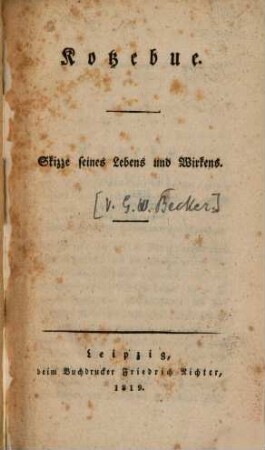 Kotzebue.
Skizze seines Lebens und Wirkens.
[v. G. W. Becker.]
Leipzig,
beim Buchdrucker Friedrich Richter,
1819.